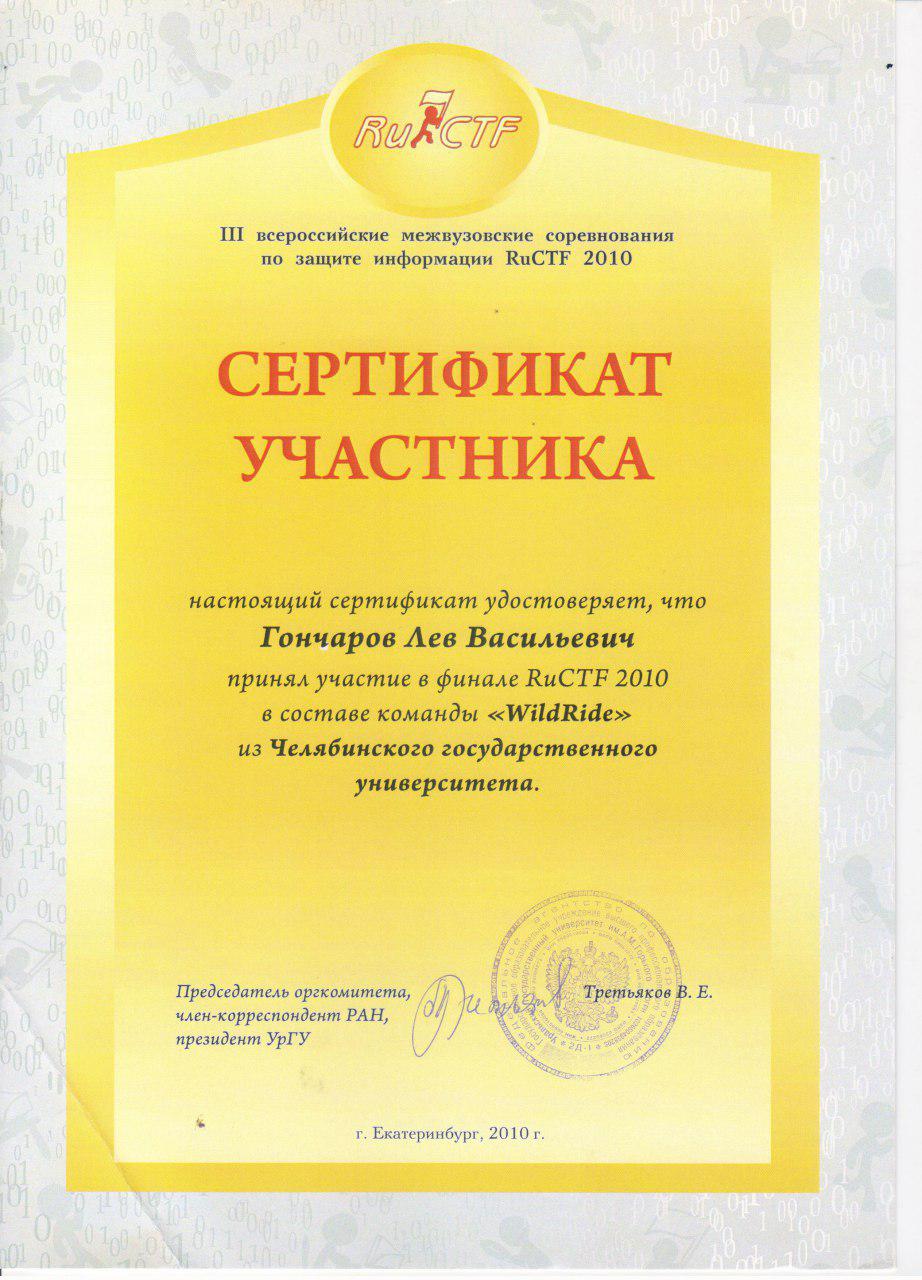 RuCTF
III всероссийские межвузовские соревнования
по защите информации RuCTF 2010
СЕРТИФИКАТ
УЧАСТНИКА
настоящий сертификат удостоверяет, что
Гончаров Лев Васильевич
принял участие в финале RuCTF 2010
в составе команды «WildRide»
из Челябинского государственного
университета.
Председатель оргкомитета,
член-корреспондент РАН,
президент УрГУ
Третьяков В. Е.
г. Екатеринбург, 2010 г.